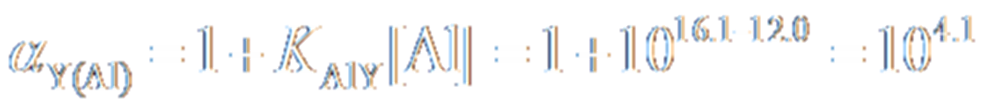 α_Y(Al) = 1 + K_AlY[Al] = 1 + 10^{16.1-12.0} = 10^{4.1}